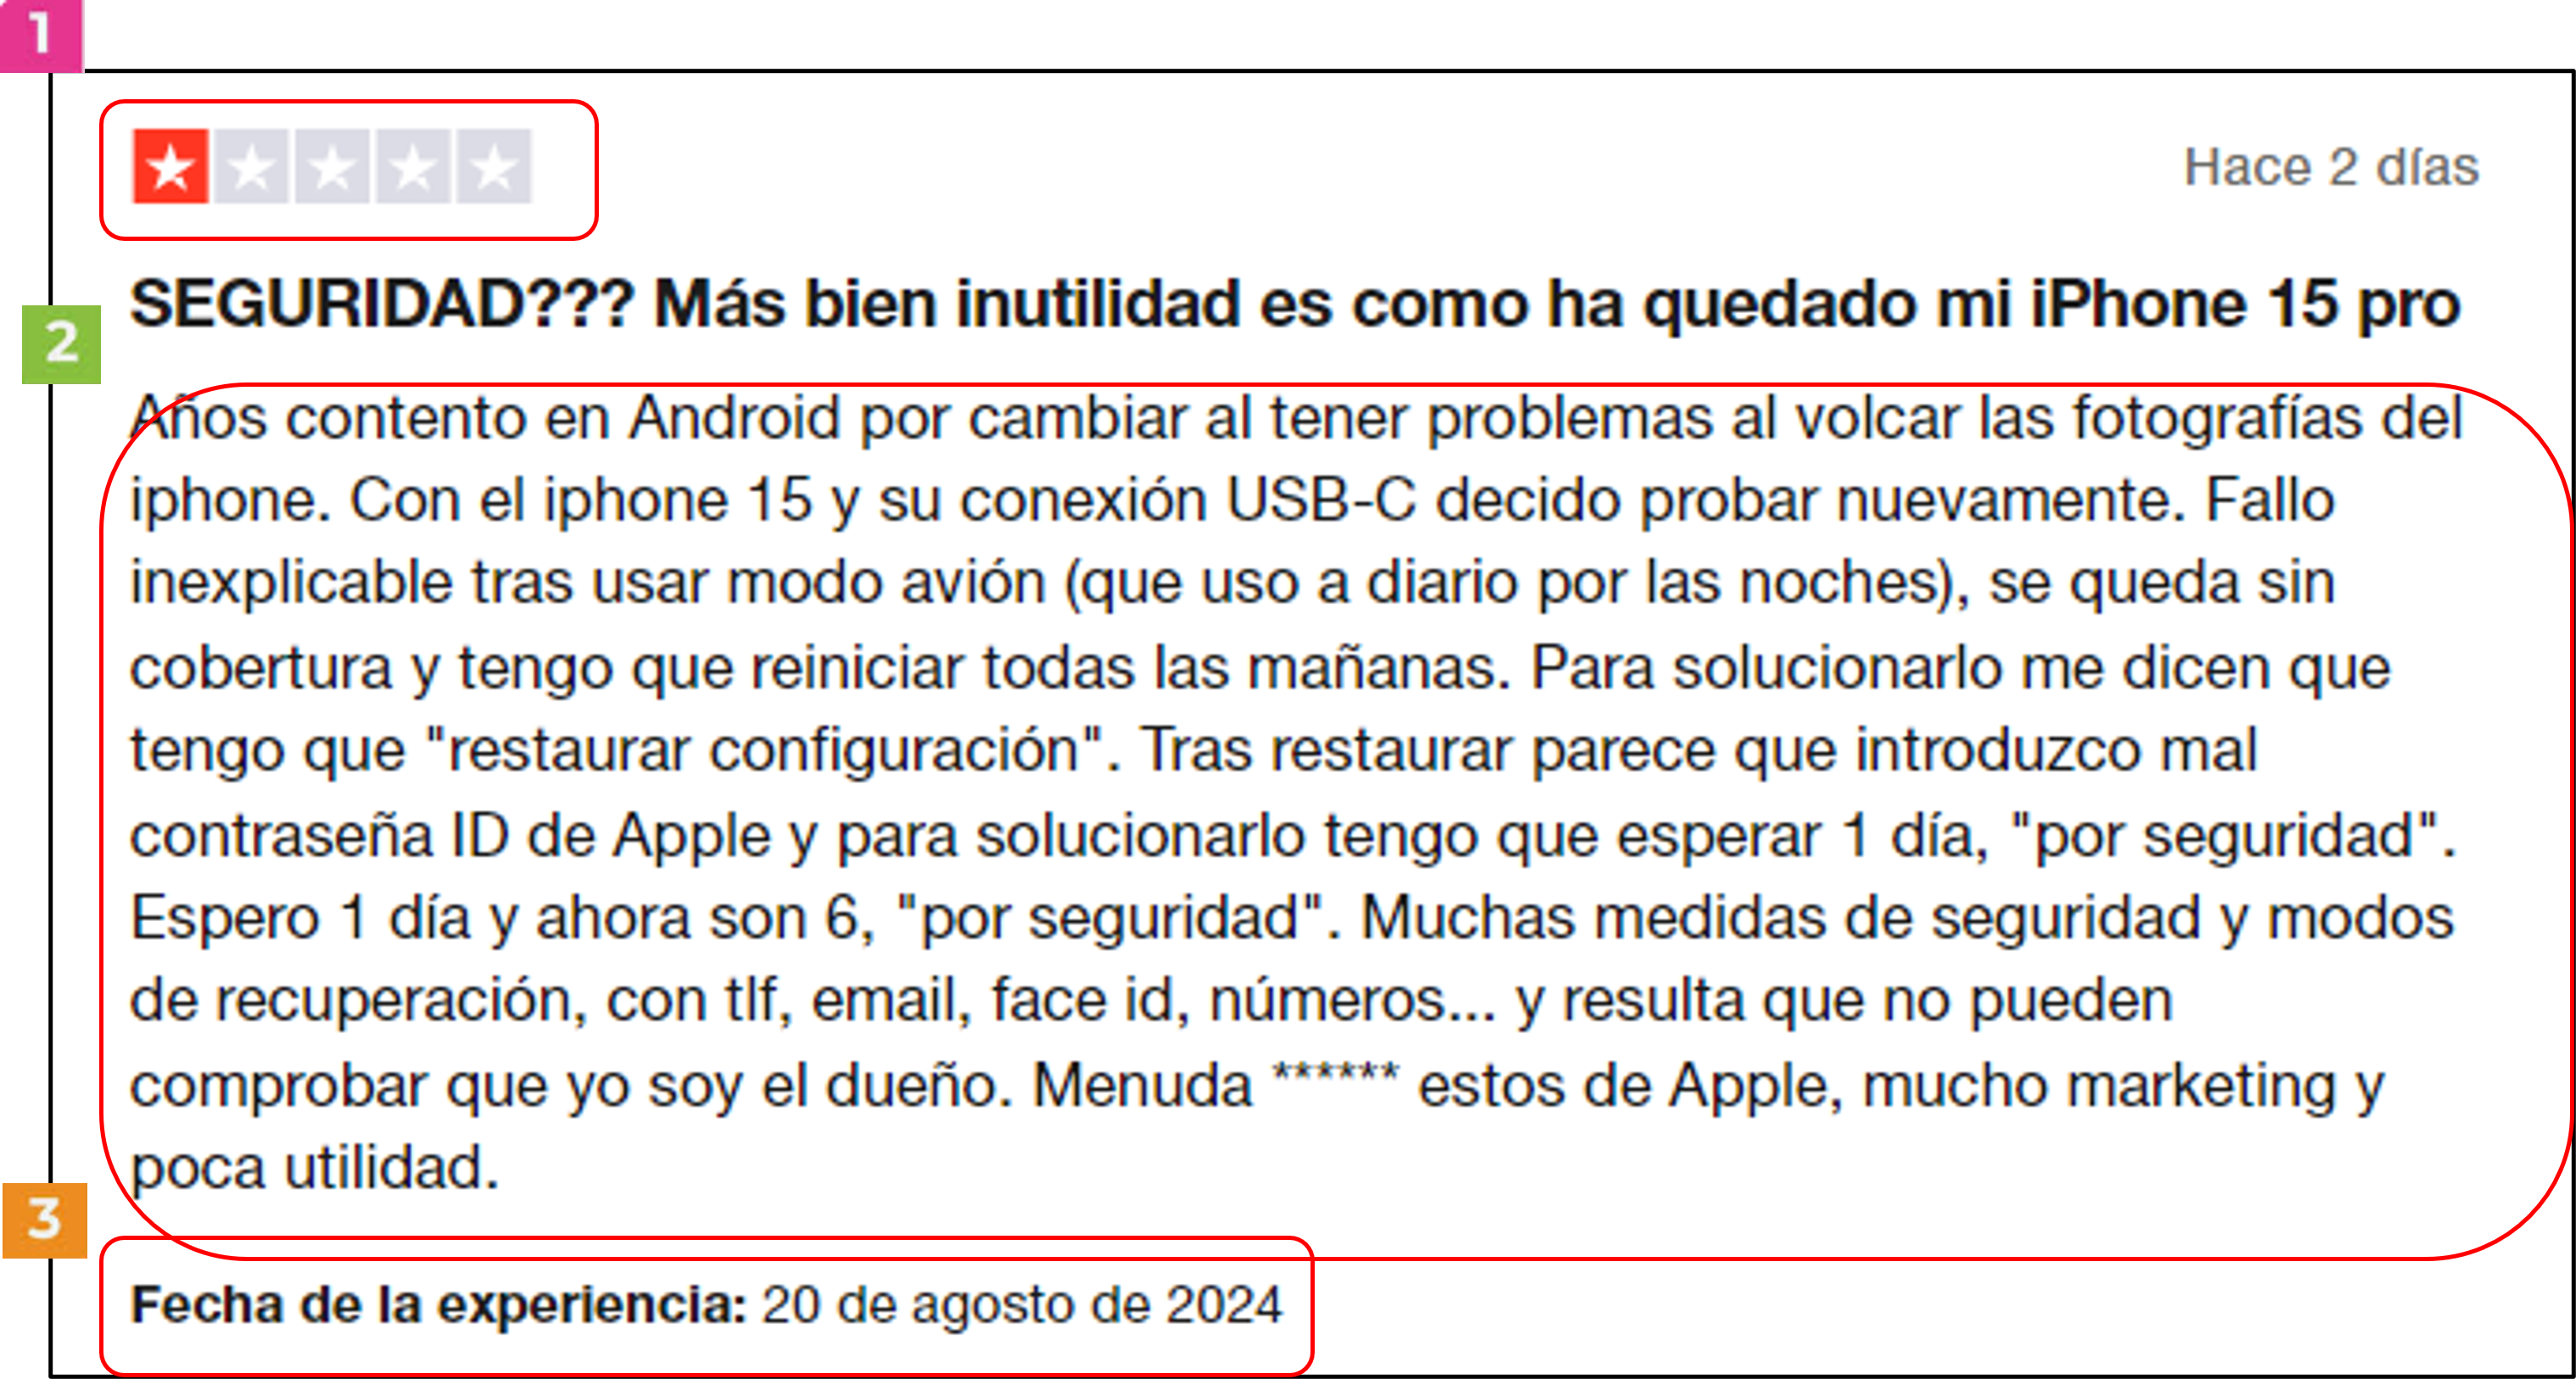 1
Hace 2 días
2
SEGURIDAD??? Más bien inutilidad es como ha quedado mi iPhone 15 pro
Años contento en Android por cambiar al tener problemas al volcar las fotografías del
iphone. Con el iphone 15 y su conexión USB-C decido probar nuevamente. Fallo
inexplicable tras usar modo avión (que uso a diario por las noches), se queda sin
cobertura y tengo que reiniciar todas las mañanas. Para solucionarlo me dicen que
tengo que "restaurar configuración". Tras restaurar parece que introduzco mal
contraseña ID de Apple y para solucionarlo tengo que esperar 1 día, "por seguridad".
Espero 1 día y ahora son 6, "por seguridad". Muchas medidas de seguridad y modos
de recuperación, con tlf, email, face id, números... y resulta que no pueden
comprobar que yo soy el dueño. Menuda ****** estos de Apple, mucho marketing y
poca utilidad.
3
Fecha de la experiencia: 20 de agosto de 2024